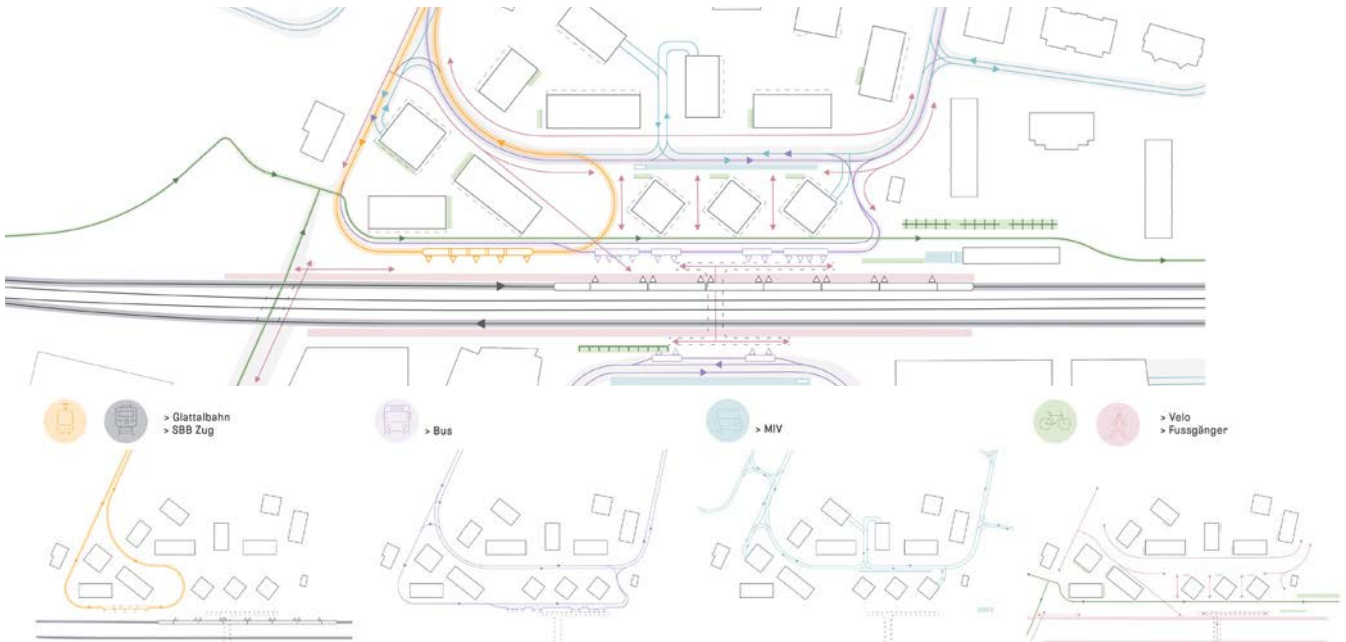 > Glattalbahn
> SBB Zug
> Bus
> MIV
> Velo
> Fussgänger